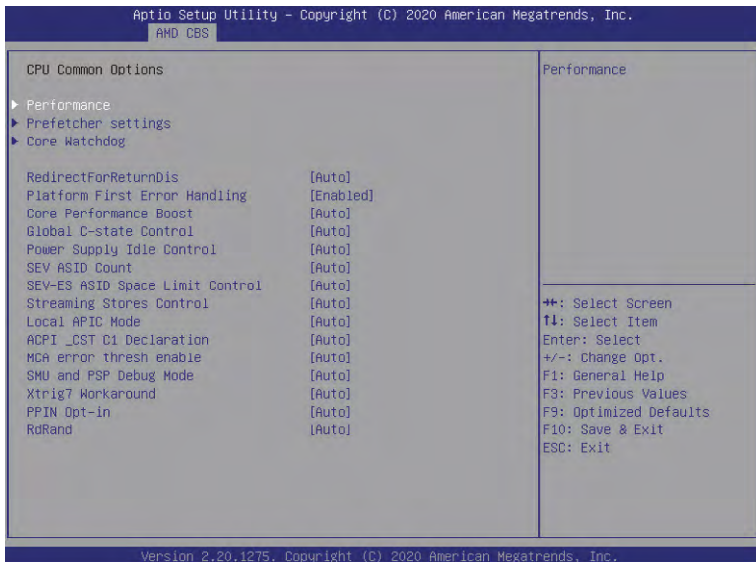 Aptio Setup Utility – Copyright (C) 2020 American Megatrends, Inc.
AMD CBS
CPU Common Options
Performance
Prefetcher settings
Core Watchdog
RedirectForReturnDis [Auto]
Platform First Error Handling [Enabled]
Core Performance Boost [Auto]
Global C-state Control [Auto]
Power Supply Idle Control [Auto]
SEV ASID Count [Auto]
SEV-ES ASID Space Limit Control [Auto]
Streaming Stores Control [Auto]
Local APIC Mode [Auto]
ACPI _CST C1 Declaration [Auto]
MCA error thresh enable [Auto]
SMU and PSP Debug Mode [Auto]
Xtrig7 Workaround [Auto]
PPIN Opt-in [Auto]
RdRand [Auto]
Performance
→←: Select Screen
↑↓: Select Item
Enter: Select
+/-: Change Opt.
F1: General Help
F3: Previous Values
F9: Optimized Defaults
F10: Save & Exit
ESC: Exit
Version 2.20.1275. Copyright (C) 2020 American Megatrends, Inc.